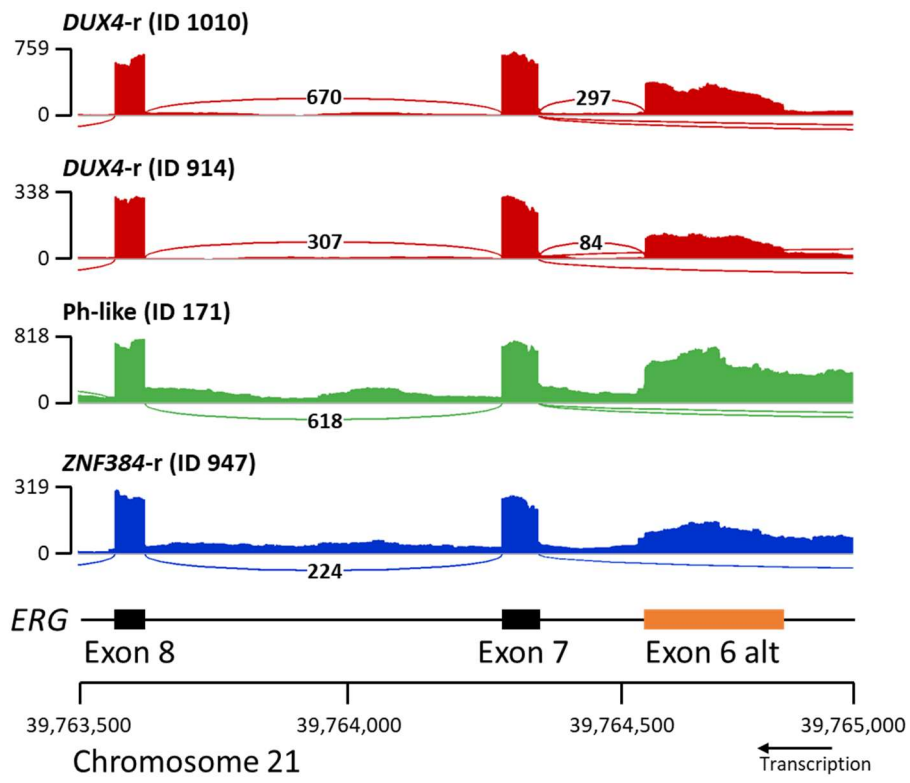 DUX4-r (ID 1010)
759
670
297
0
DUX4-r (ID 914)
338
307
84
0
Ph-like (ID 171)
818
0
618
ZNF384-r (ID 947)
319
0
224
ERG
Exon 8
Exon 7
Exon 6 alt
39,763,500
39,764,000
39,764,500
39,765,000
Chromosome 21
Transcription